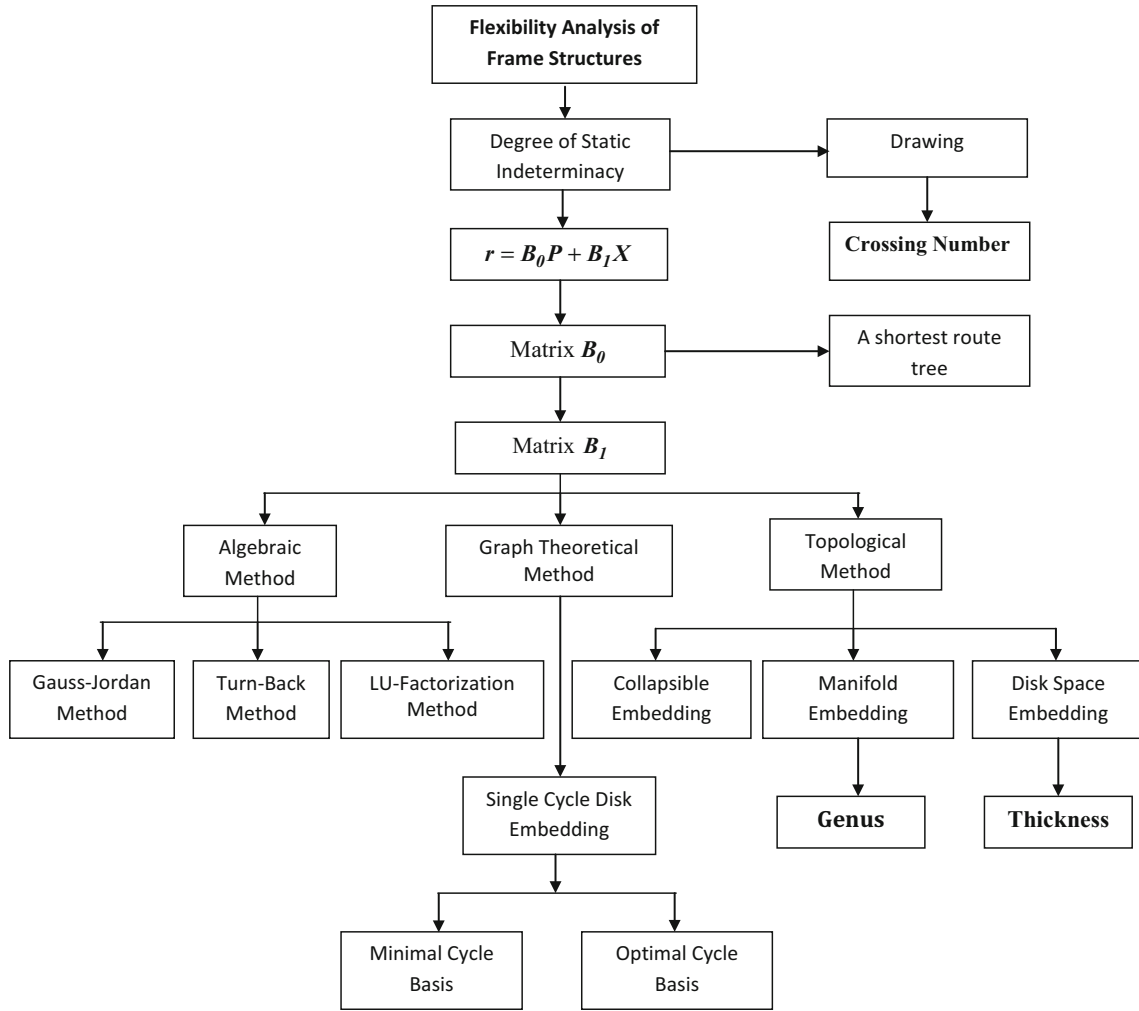 Flexibility Analysis of
Frame Structures
Degree of Static
Indeterminacy
Drawing
Crossing Number
r = B0P + B1X
Matrix B0
A shortest route
tree
Matrix B1
Algebraic
Method
Graph Theoretical
Method
Topological
Method
Gauss-Jordan
Method
Turn-Back
Method
LU-Factorization
Method
Collapsible
Embedding
Manifold
Embedding
Disk Space
Embedding
Single Cycle Disk
Embedding
Genus
Thickness
Minimal Cycle
Basis
Optimal Cycle
Basis